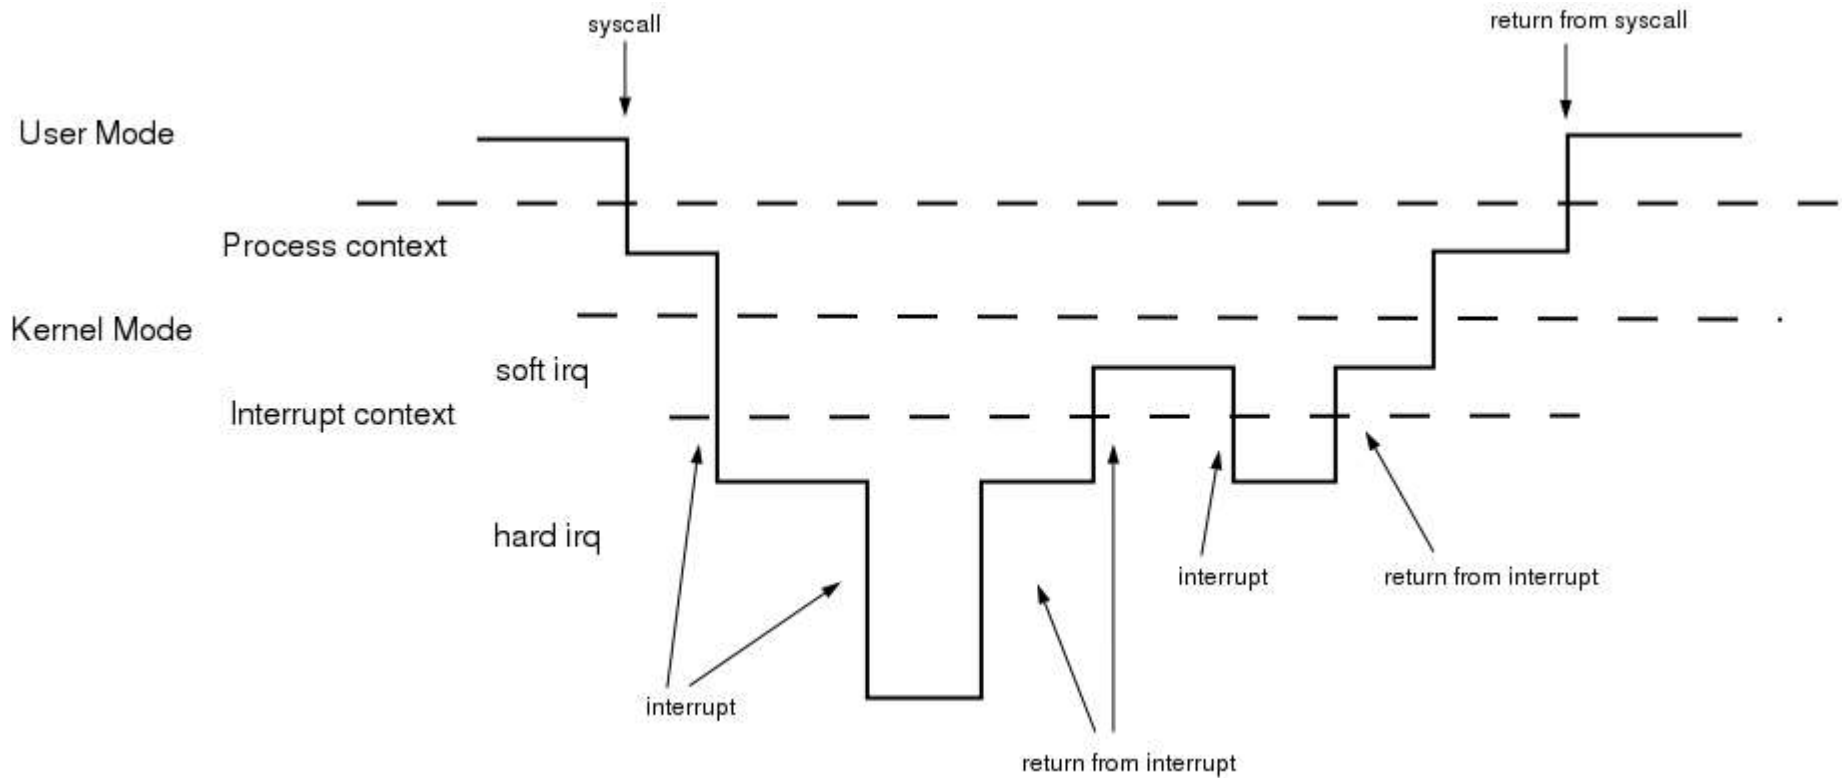 syscall
return from syscall
User Mode
Process context
Kernel Mode
soft irq
Interrupt context
hard irq
interrupt
return from interrupt
interrupt
return from interrupt